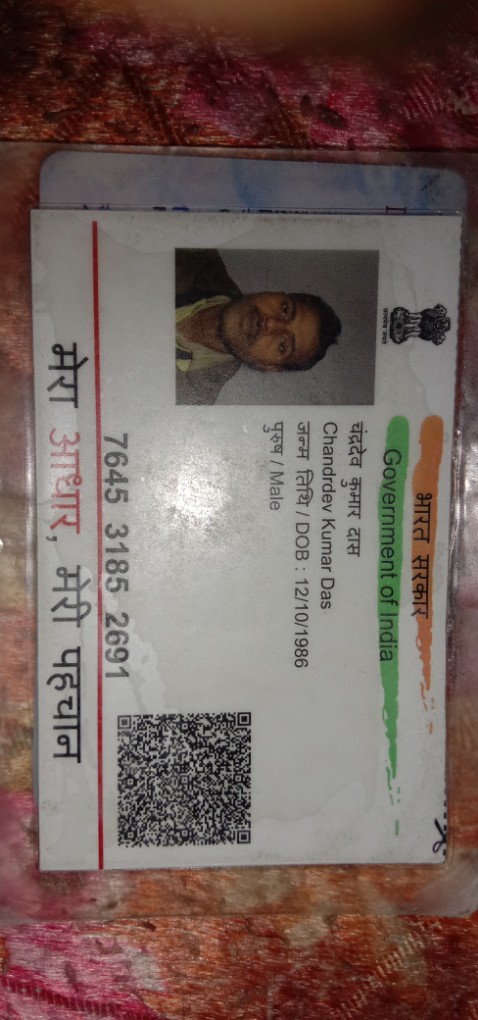 भारत सरकार
Government of India
चंद्रदेव कुमार दास
Chandrdev Kumar Das
जन्म तिथि / DOB : 12/10/1986
पुरुष / Male
7645 3185 2691
मेरा आधार, मेरी पहचान